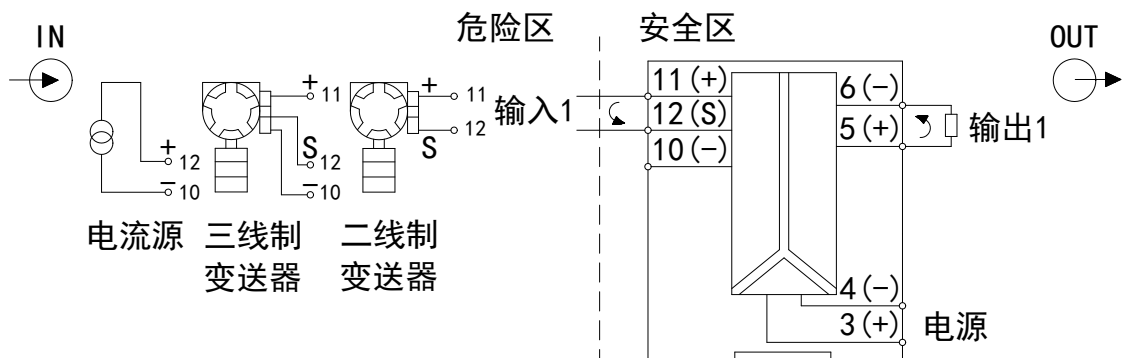 IN
危险区
安全区
OUT
+ 11
S 12
− 10
+ 12
− 10
+ 11
S 12
输入1
11(+)
12(S)
10(−)
6(−)
5(+)
输出1
电流源
三线制
变送器
二线制
变送器
4(−)
3(+)
电源